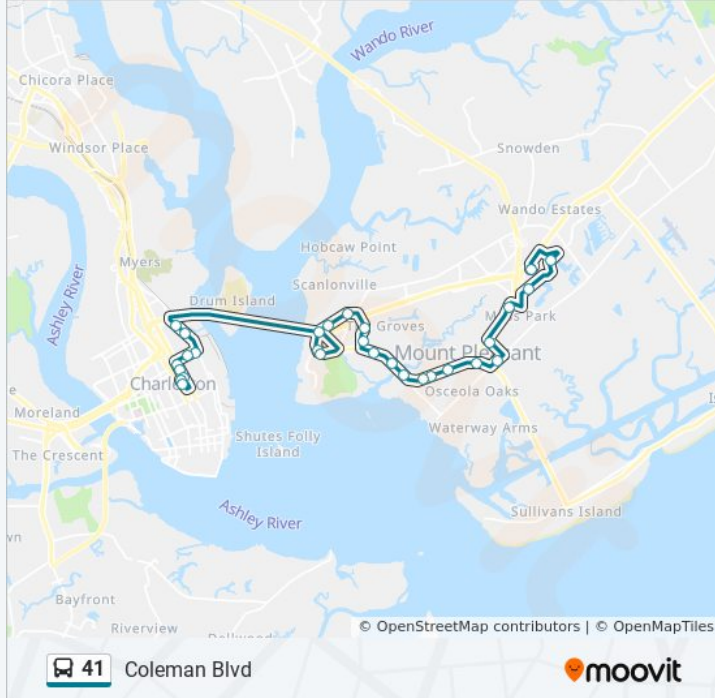 Wando River
Chicora Place
Windsor Place
Snowden
Wando Estates
Hobcaw Point
Myers
Scanlonville
Ashley River
Drum Island
Groves
Park
Mount Pleasant
Charleston
Osceola Oaks
Moreland
Waterway Arms
Shutes Folly
Island
The Crescent
Ashley River
Sullivans Island
Bayfront
Riverview
© OpenStreetMap contributors | © OpenMapTiles
41 Coleman Blvd
moovit